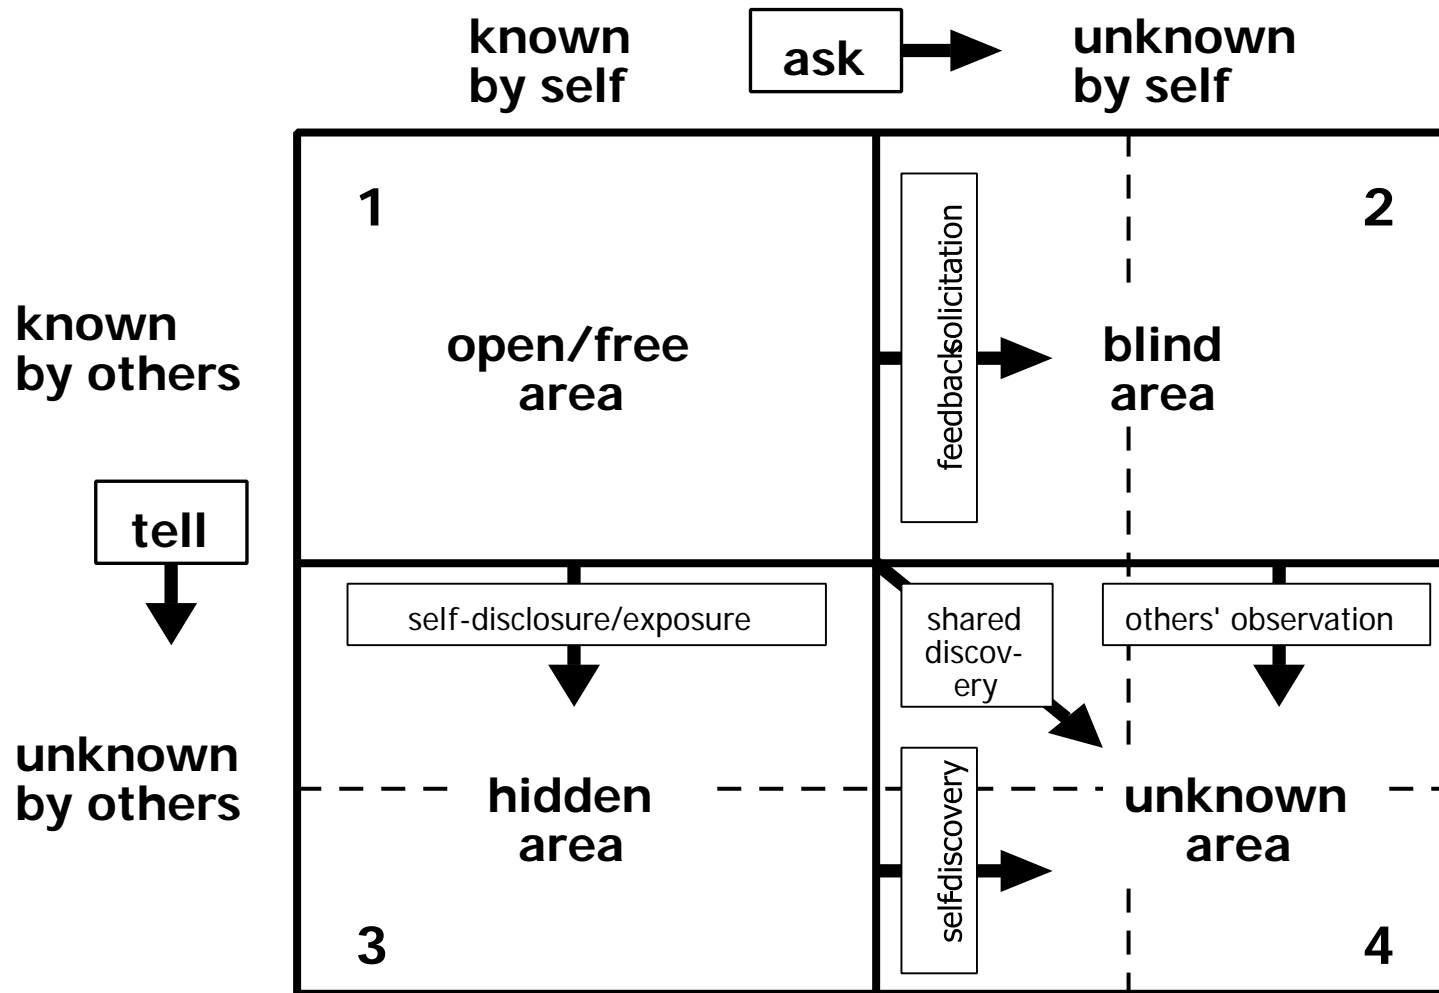 known
by self
ask
unknown
by self
1
2
known
by others
open/free
area
feedback solicitation
blind
area
tell
self-disclosure/exposure
shared
discov-
ery
others' observation
unknown
by others
hidden
area
self-discovery
unknown
area
3
4